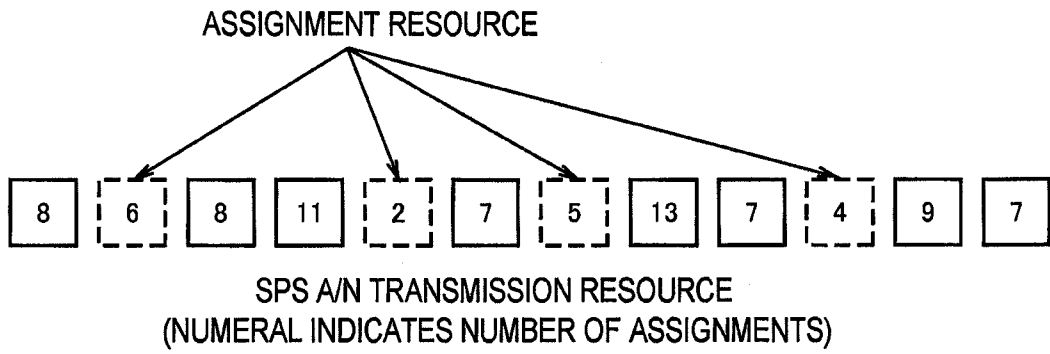 ASSIGNMENT RESOURCE
8 6 8 11 2 7 5 13 7 4 9 7
SPS A/N TRANSMISSION RESOURCE
(NUMERAL INDICATES NUMBER OF ASSIGNMENTS)